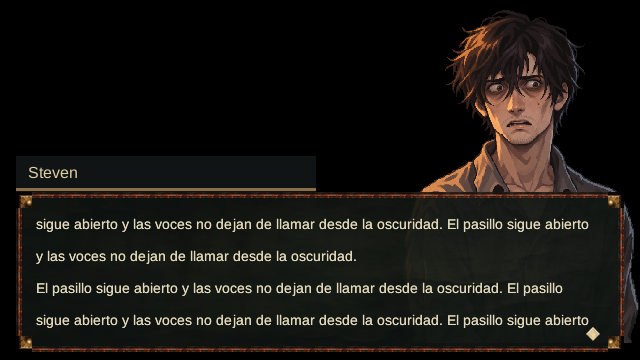 Steven
sigue abierto y las voces no dejan de llamar desde la oscuridad. El pasillo sigue abierto
y las voces no dejan de llamar desde la oscuridad.
El pasillo sigue abierto y las voces no dejan de llamar desde la oscuridad. El pasillo
sigue abierto y las voces no dejan de llamar desde la oscuridad. El pasillo sigue abierto